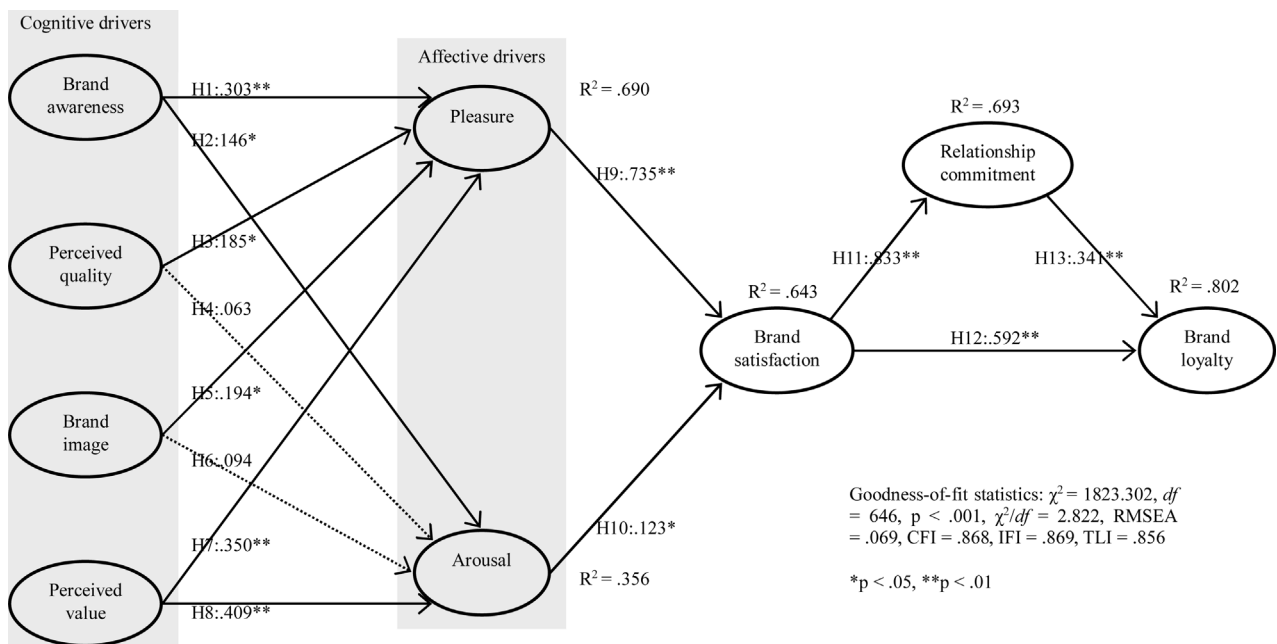 Cognitive drivers
Brand
awareness
Perceived
quality
Brand
image
Perceived
value
H1:.303**
H2:.146*
H3:.185*
H4:.063
H5:.194*
H6:.094
H7:.350**
H8:.409**
Affective drivers
Pleasure
Arousal
R² = .690
H9:.735**
H10:.123*
R² = .356
R² = .643
Brand
satisfaction
H11:.833**
H12:.592**
R² = .693
Relationship
commitment
H13:.341**
R² = .802
Brand
loyalty
Goodness-of-fit statistics: χ² = 1823.302, df
= 646, p < .001, χ²/df = 2.822, RMSEA
= .069, CFI = .868, IFI = .869, TLI = .856
*p < .05, **p < .01